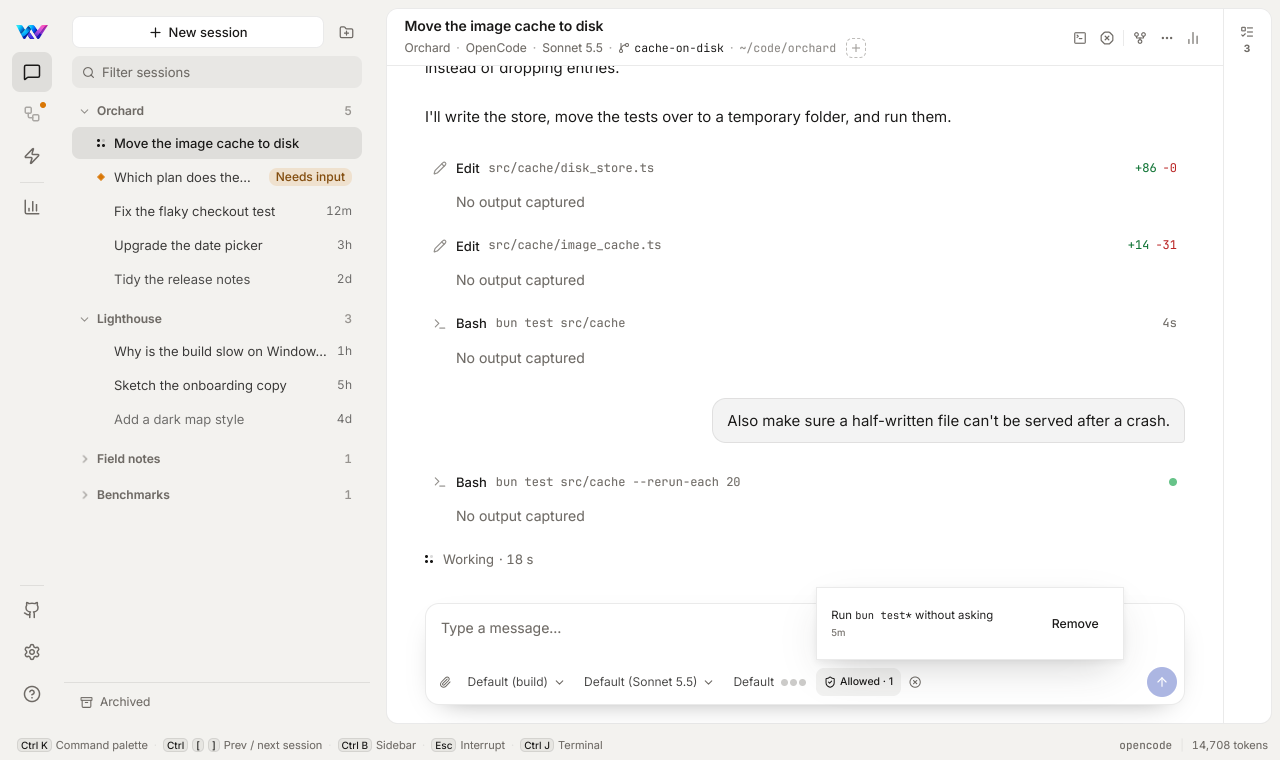 New session
Filter sessions
Orchard 5
Move the image cache to disk
Which plan does the... Needs input
Fix the flaky checkout test 12m
Upgrade the date picker 3h
Tidy the release notes 2d
Lighthouse 3
Why is the build slow on Window... 1h
Sketch the onboarding copy 5h
Add a dark map style 4d
Field notes 1
Benchmarks 1
Archived
Move the image cache to disk
Orchard · OpenCode · Sonnet 5.5 · cache-on-disk · ~/code/orchard
3
instead of dropping entries.
I'll write the store, move the tests over to a temporary folder, and run them.
Edit src/cache/disk_store.ts +86 -0
No output captured
Edit src/cache/image_cache.ts +14 -31
No output captured
Bash bun test src/cache 4s
No output captured
Also make sure a half-written file can't be served after a crash.
Bash bun test src/cache --rerun-each 20
No output captured
Working · 18 s
Run bun test* without asking
5m
Remove
Type a message...
Default (build) Default (Sonnet 5.5) Default Allowed · 1
Ctrl K Command palette Ctrl [ ] Prev / next session Ctrl B Sidebar Esc Interrupt Ctrl J Terminal
opencode 14,708 tokens